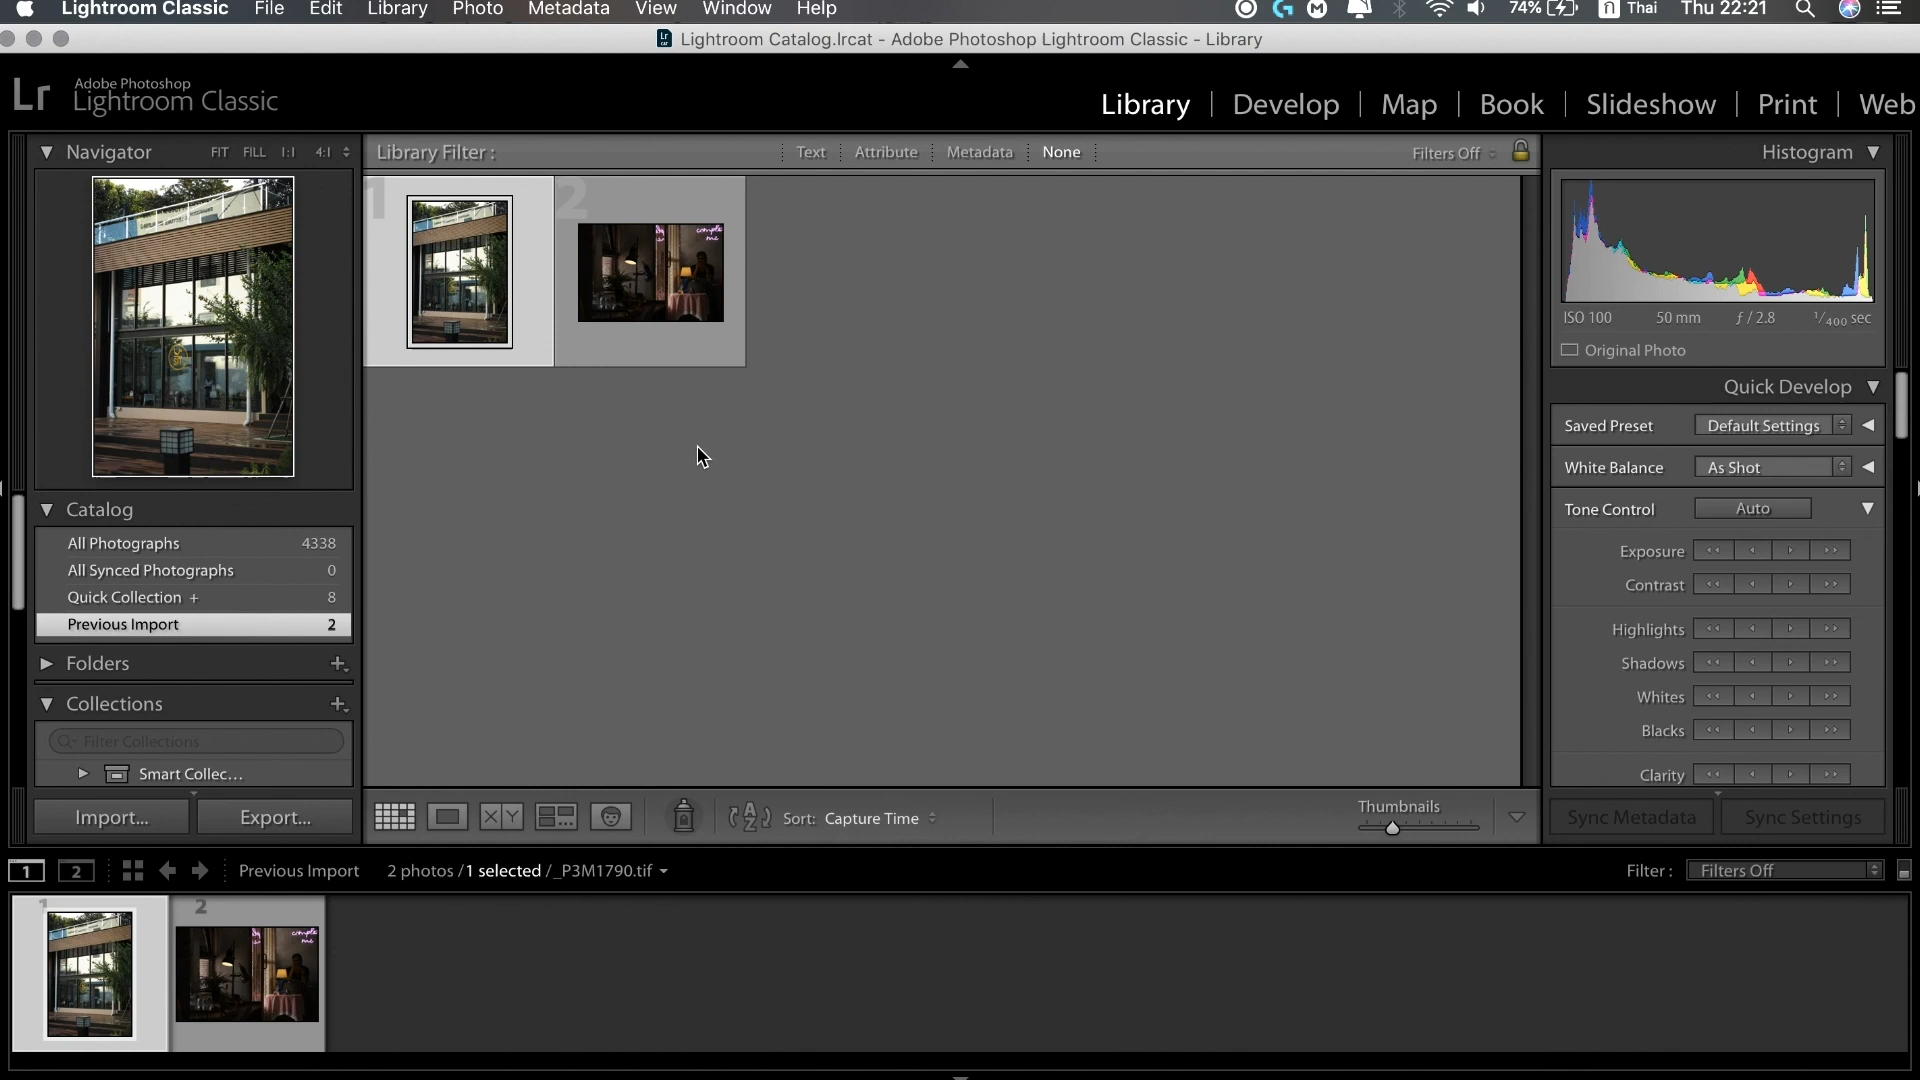 Lightroom Classic File Edit Library Photo Metadata View Window Help 74% ก Thai Thu 22:21
Lightroom Catalog.lrcat - Adobe Photoshop Lightroom Classic - Library
Lr Adobe Photoshop
Lightroom Classic
Library | Develop | Map | Book | Slideshow | Print | Web
Navigator FIT FILL 1:1 4:1
Library Filter : Text Attribute Metadata None Filters Off
Histogram
1 2
ISO 100 50 mm ƒ / 2.8 1/400 sec
Original Photo
Quick Develop
Saved Preset Default Settings
White Balance As Shot
Tone Control Auto
Exposure
Contrast
Highlights
Shadows
Whites
Blacks
Clarity
Catalog
All Photographs 4338
All Synced Photographs 0
Quick Collection + 8
Previous Import 2
Folders
Collections
Filter Collections
Smart Collec...
Import... Export...
X Y
Sort: Capture Time
Thumbnails
Sync Metadata Sync Settings
1 2 Previous Import 2 photos / 1 selected / _P3M1790.tif
Filter : Filters Off
1 2